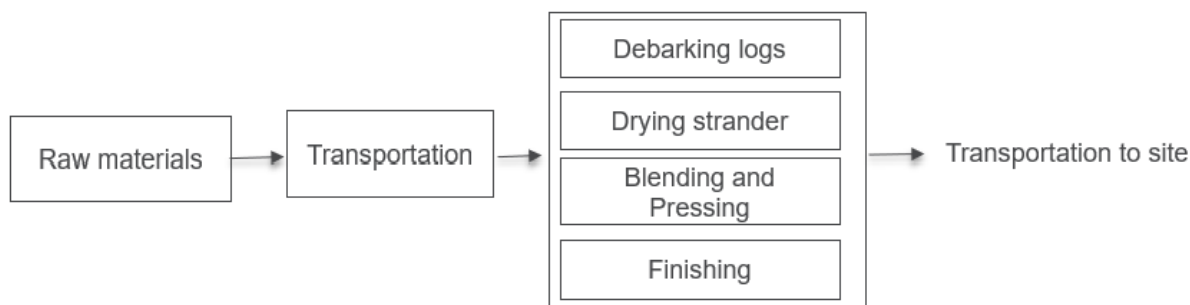 Raw materials
Transportation
Debarking logs
Drying strander
Blending and
Pressing
Finishing
Transportation to site